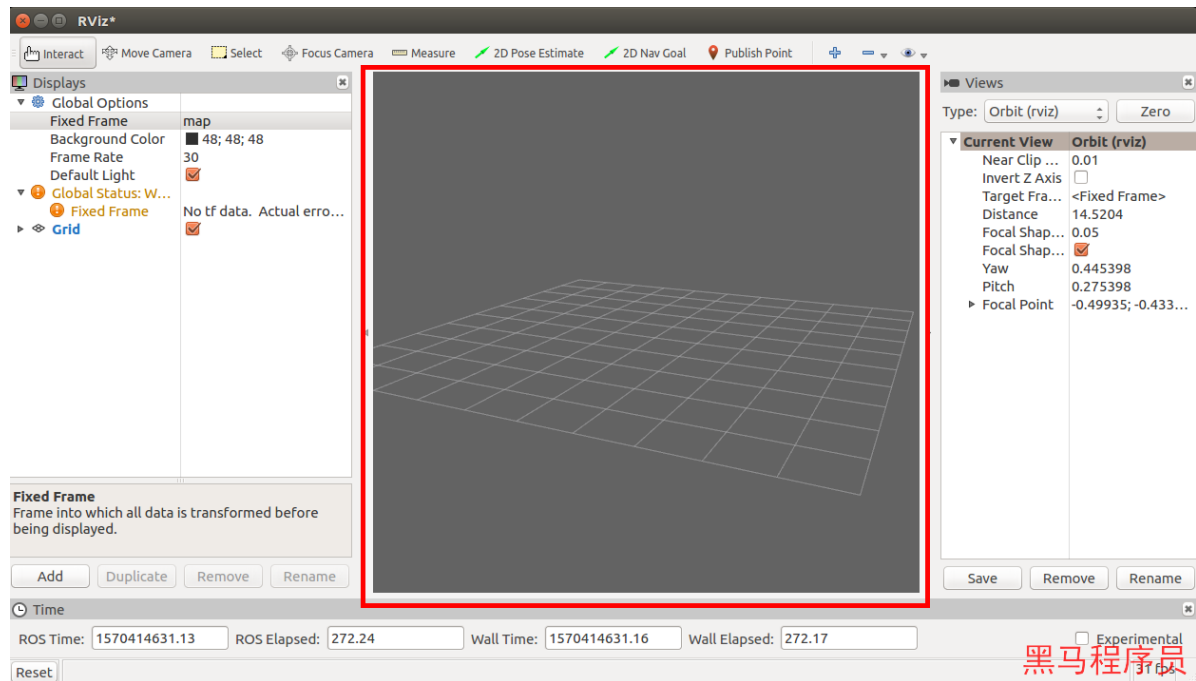 RViz*
Interact Move Camera Select Focus Camera Measure 2D Pose Estimate 2D Nav Goal Publish Point
Displays
Global Options
Fixed Frame map
Background Color 48; 48; 48
Frame Rate 30
Default Light
Global Status: W...
Fixed Frame No tf data. Actual erro...
Grid
Fixed Frame
Frame into which all data is transformed before
being displayed.
Add Duplicate Remove Rename
Views
Type: Orbit (rviz) Zero
Current View Orbit (rviz)
Near Clip ... 0.01
Invert Z Axis
Target Fra... <Fixed Frame>
Distance 14.5204
Focal Shap... 0.05
Focal Shap...
Yaw 0.445398
Pitch 0.275398
Focal Point -0.49935; -0.433...
Save Remove Rename
Time
ROS Time: 1570414631.13 ROS Elapsed: 272.24 Wall Time: 1570414631.16 Wall Elapsed: 272.17 Experimental
Reset 31 fps
黑马程序员